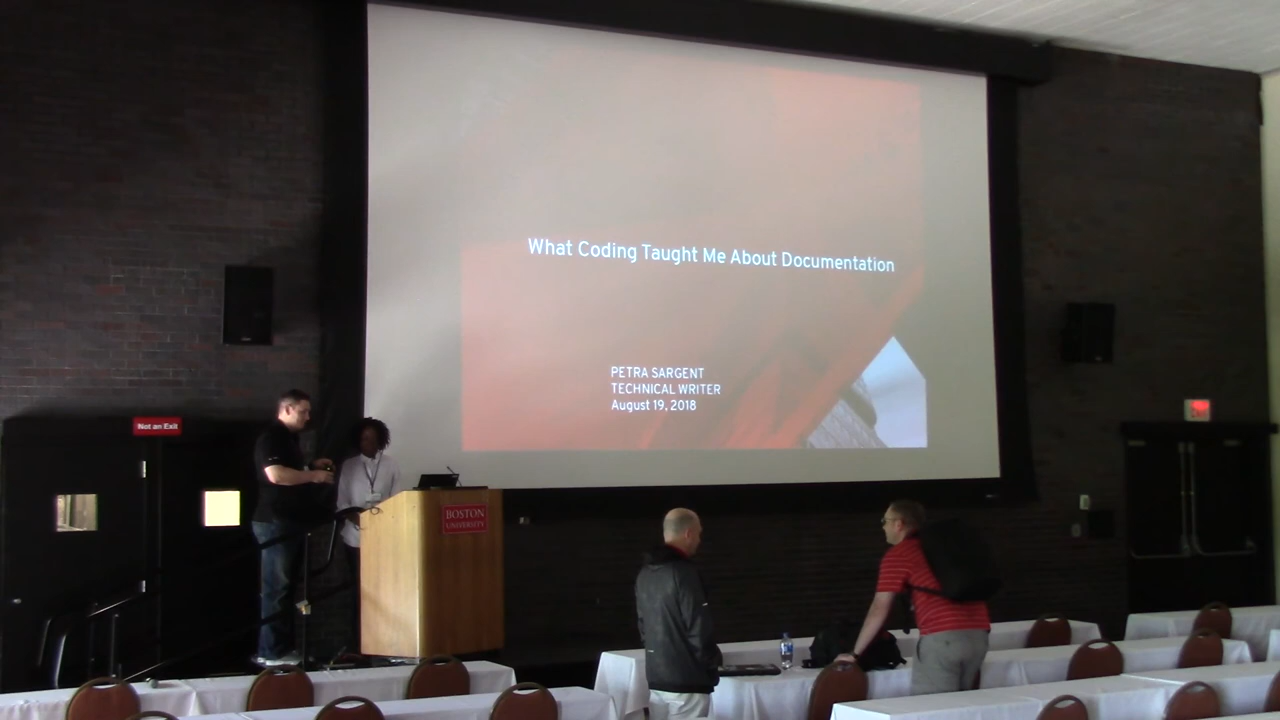 What Coding Taught Me About Documentation
PETRA SARGENT
TECHNICAL WRITER
August 19, 2018
Not an Exit
BOSTON
UNIVERSITY